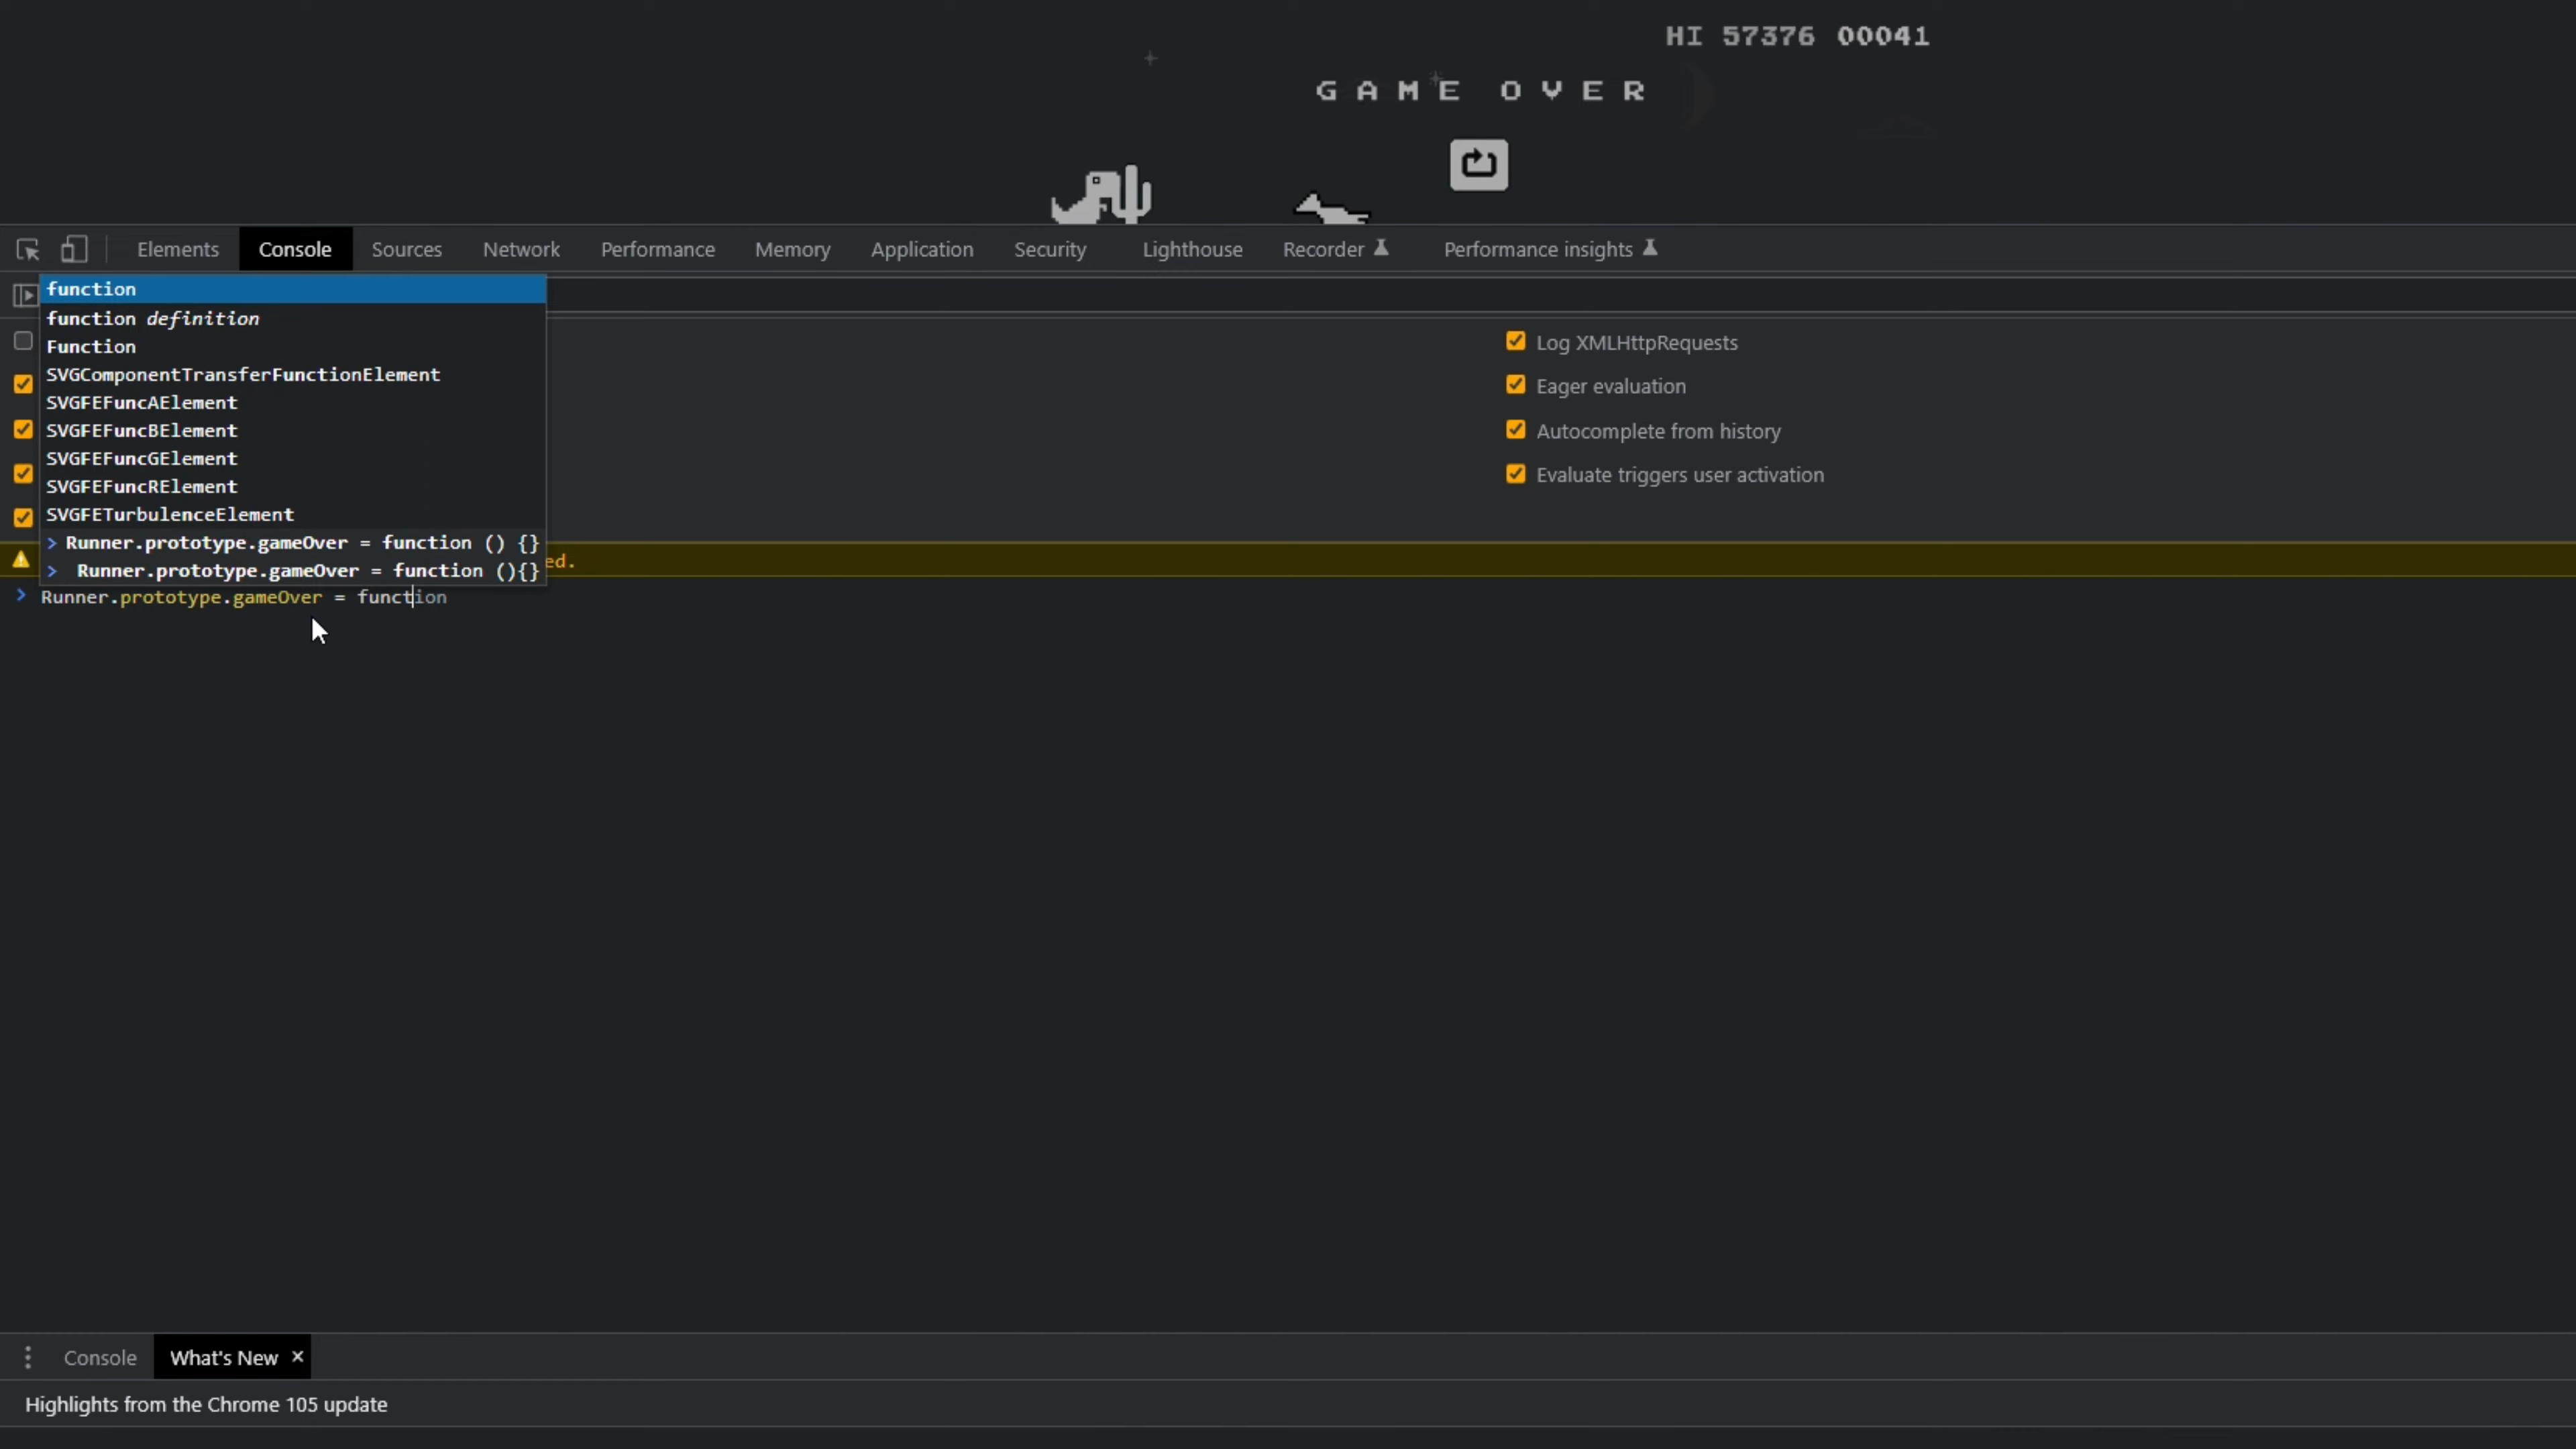 HI 57376 00041
GAME OVER
Elements Console Sources Network Performance Memory Application Security Lighthouse Recorder Performance insights
function
function definition
Function
SVGComponentTransferFunctionElement
SVGFEFuncAElement
SVGFEFuncBElement
SVGFEFuncGElement
SVGFEFuncRElement
SVGFETurbulenceElement
> Runner.prototype.gameOver = function () {}
> Runner.prototype.gameOver = function (){}
Log XMLHttpRequests
Eager evaluation
Autocomplete from history
Evaluate triggers user activation
ed.
> Runner.prototype.gameOver = function
Console What's New ×
Highlights from the Chrome 105 update